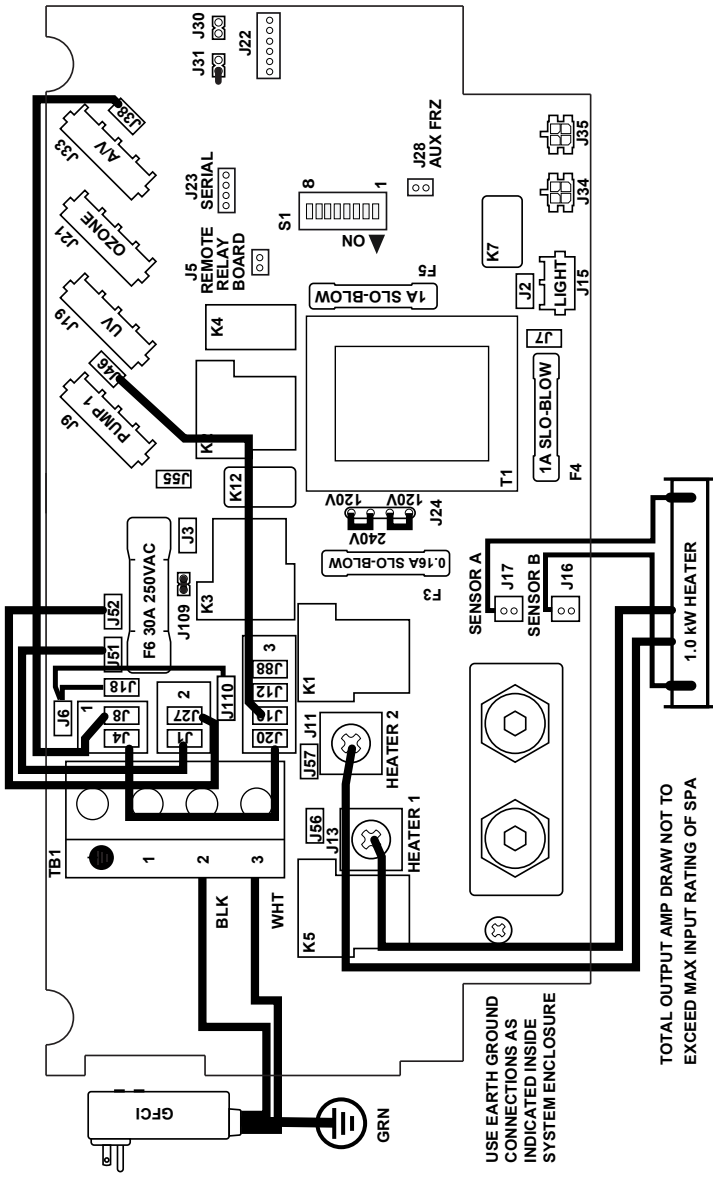 J30
J31
J22
J38
J33
A/V
J23
SERIAL
J28
AUX FRZ
J35
J34
J21
OZONE
S1
8
1
ON
K7
J5
REMOTE
RELAY
BOARD
J19
UV
K4
F5
1A SLO-BLOW
J2
LIGHT
J15
J7
J46
J9
PUMP 1
K2
K12
J55
T1
1A SLO-BLOW
F4
120V
120V
240V
J24
J52
F6 30A 250VAC
J3
J109
K3
0.16A SLO-BLOW
F3
SENSOR A
J17
SENSOR B
J16
J51
J6
J18
J110
1
J8
J4
2
J27
J1
3
J88
J12
J20
K1
J11
J57
HEATER 2
J56
J13
HEATER 1
1.0 kW HEATER
TB1
1
2
3
BLK
WHT
K5
GFCI
GRN
USE EARTH GROUND
CONNECTIONS AS
INDICATED INSIDE
SYSTEM ENCLOSURE
TOTAL OUTPUT AMP DRAW NOT TO
EXCEED MAX INPUT RATING OF SPA